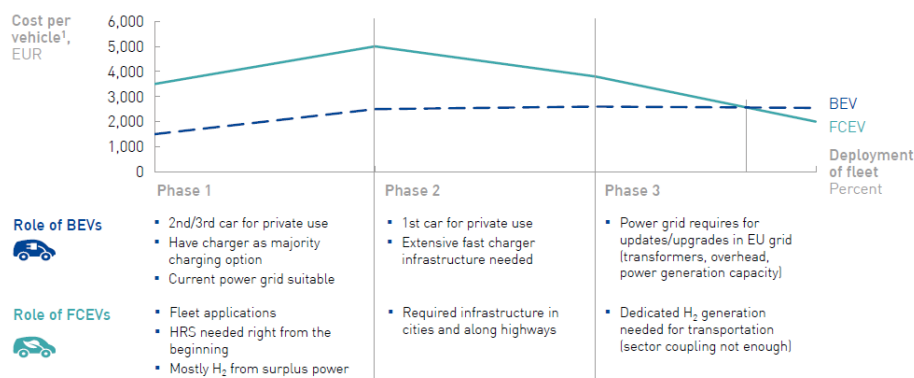 Cost per
vehicle¹,
EUR
6,000
5,000
4,000
3,000
2,000
1,000
0
BEV
FCEV
Deployment
of fleet
Percent
Phase 1
Phase 2
Phase 3
Role of BEVs
▪ 2nd/3rd car for private use
▪ Have charger as majority
charging option
▪ Current power grid suitable
▪ 1st car for private use
▪ Extensive fast charger
infrastructure needed
▪ Power grid requires for
updates/upgrades in EU grid
(transformers, overhead,
power generation capacity)
Role of FCEVs
▪ Fleet applications
▪ HRS needed right from the
beginning
▪ Mostly H₂ from surplus power
▪ Required infrastructure in
cities and along highways
▪ Dedicated H₂ generation
needed for transportation
(sector coupling not enough)